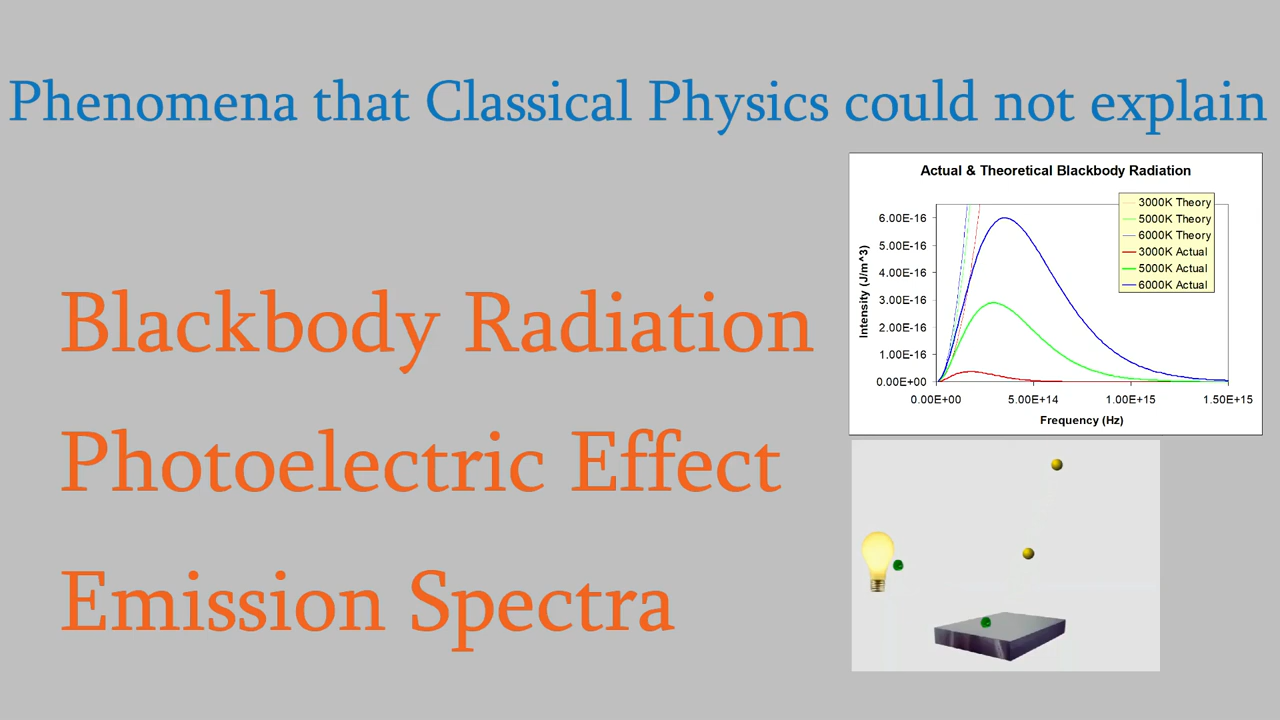 Phenomena that Classical Physics could not explain
Blackbody Radiation
Photoelectric Effect
Emission Spectra
Actual & Theoretical Blackbody Radiation
3000K Theory
5000K Theory
6000K Theory
3000K Actual
5000K Actual
6000K Actual
Intensity (J/m^3)
6.00E-16
5.00E-16
4.00E-16
3.00E-16
2.00E-16
1.00E-16
0.00E+00
0.00E+00 5.00E+14 1.00E+15 1.50E+15
Frequency (Hz)